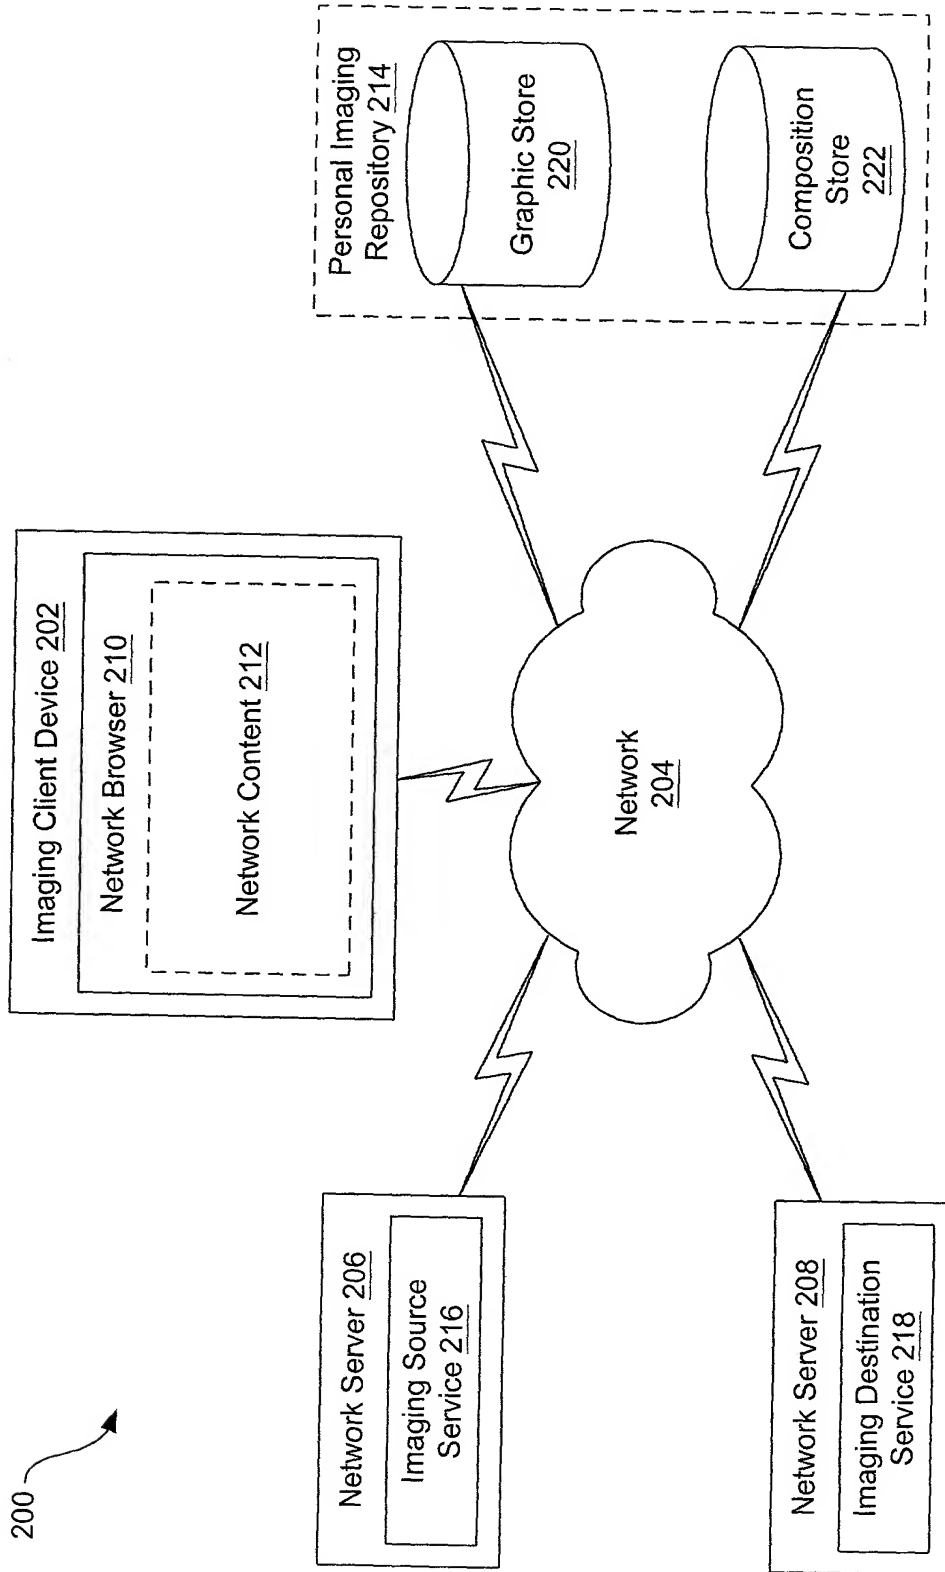 200
Imaging Client Device 202
Network Browser 210
Network Content 212
Network Server 206
Imaging Source
Service 216
Network
204
Personal Imaging
Repository 214
Graphic Store
220
Composition
Store
222
Network Server 208
Imaging Destination
Service 218